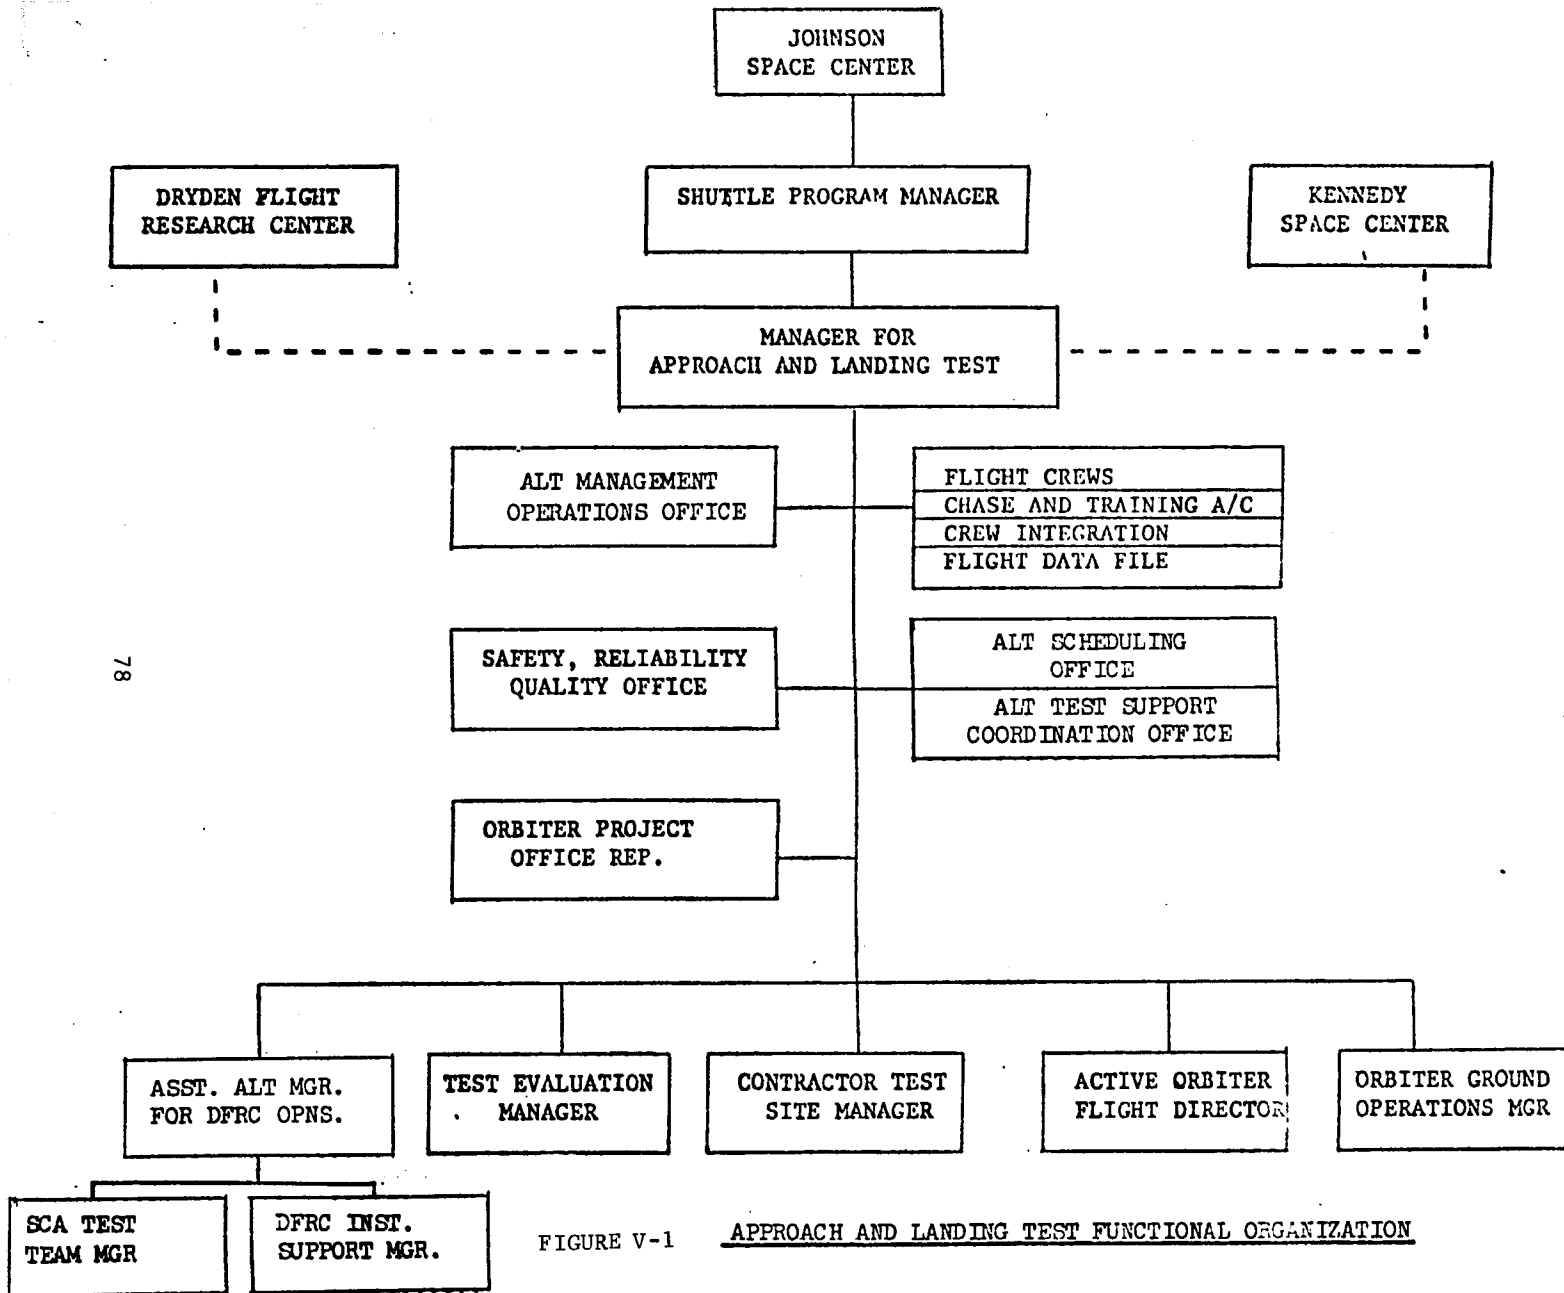 JOHNSON
SPACE CENTER
DRYDEN FLIGHT
RESEARCH CENTER
SHUTTLE PROGRAM MANAGER
KENNEDY
SPACE CENTER
MANAGER FOR
APPROACH AND LANDING TEST
ALT MANAGEMENT
OPERATIONS OFFICE
FLIGHT CREWS
CHASE AND TRAINING A/C
CREW INTEGRATION
FLIGHT DATA FILE
SAFETY, RELIABILITY
QUALITY OFFICE
ALT SCHEDULING
OFFICE
ALT TEST SUPPORT
COORDINATION OFFICE
78
ORBITER PROJECT
OFFICE REP.
ASST. ALT MGR.
FOR DFRC OPNS.
TEST EVALUATION
MANAGER
CONTRACTOR TEST
SITE MANAGER
ACTIVE ORBITER
FLIGHT DIRECTOR
ORBITER GROUND
OPERATIONS MGR
SCA TEST
TEAM MGR
DFRC INST.
SUPPORT MGR.
FIGURE V-1 APPROACH AND LANDING TEST FUNCTIONAL ORGANIZATION